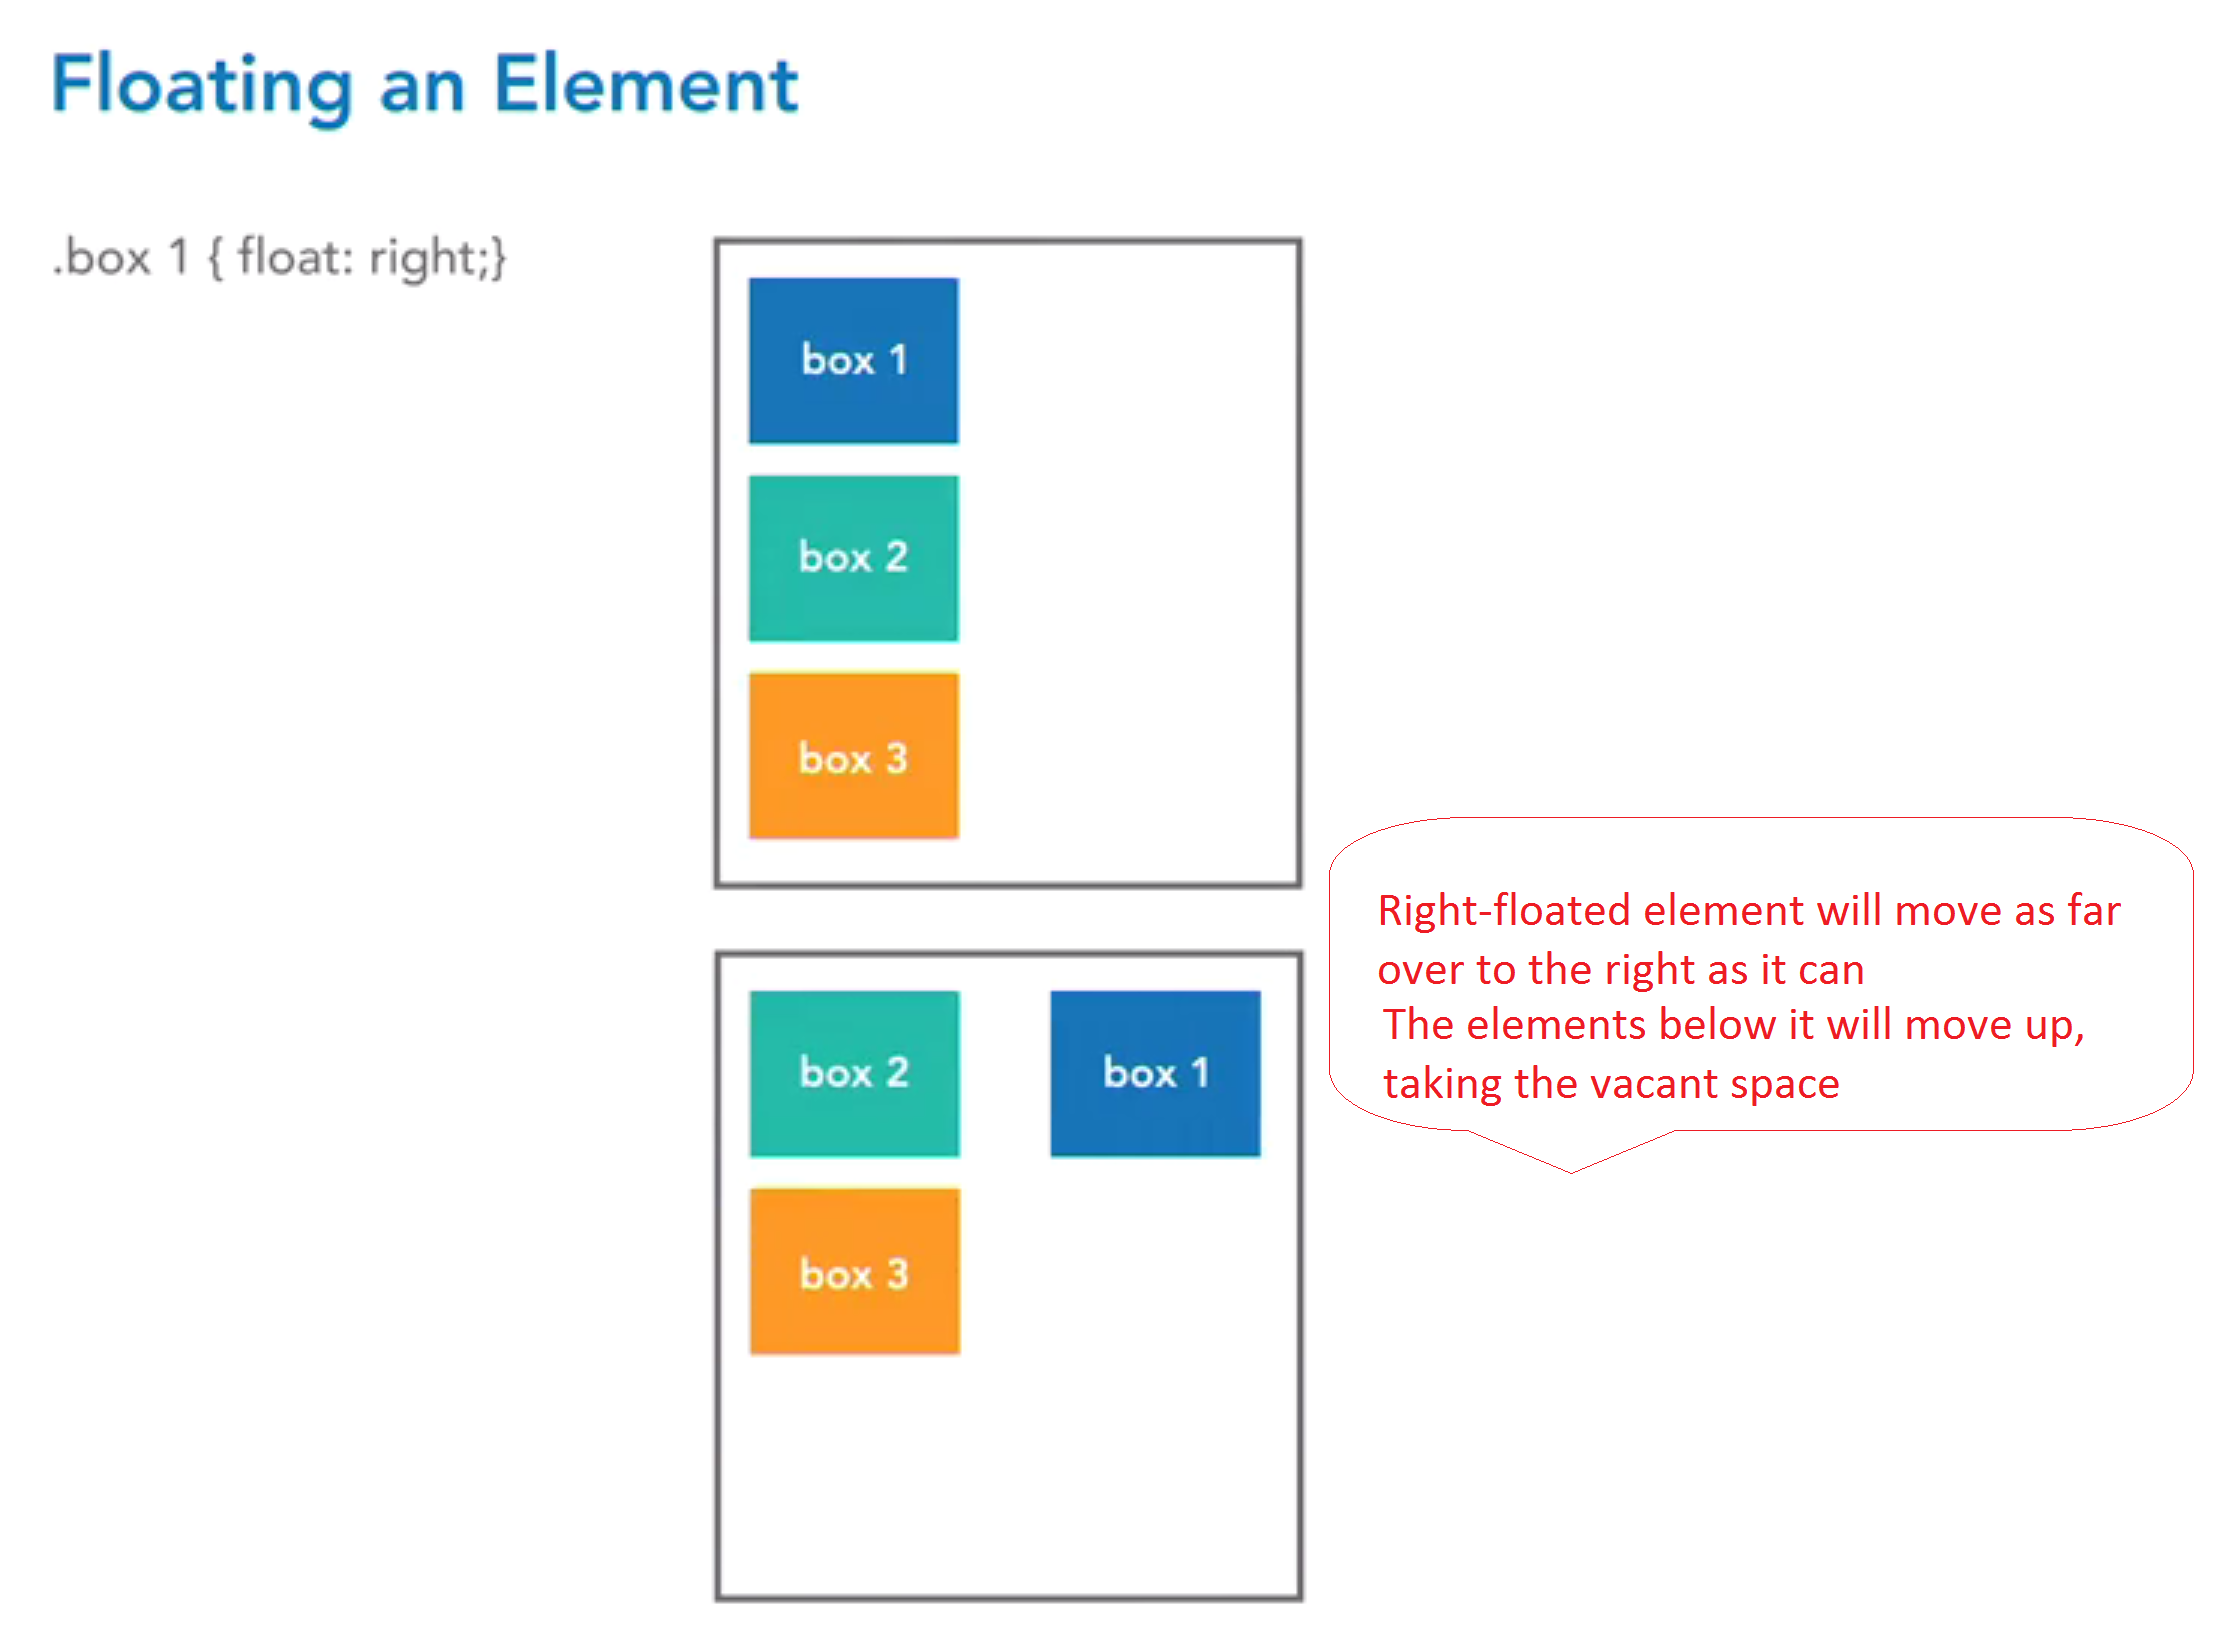 Floating an Element
.box 1 { float: right;}
box 1
box 2
box 3
Right-floated element will move as far
over to the right as it can
The elements below it will move up,
taking the vacant space
box 2
box 1
box 3